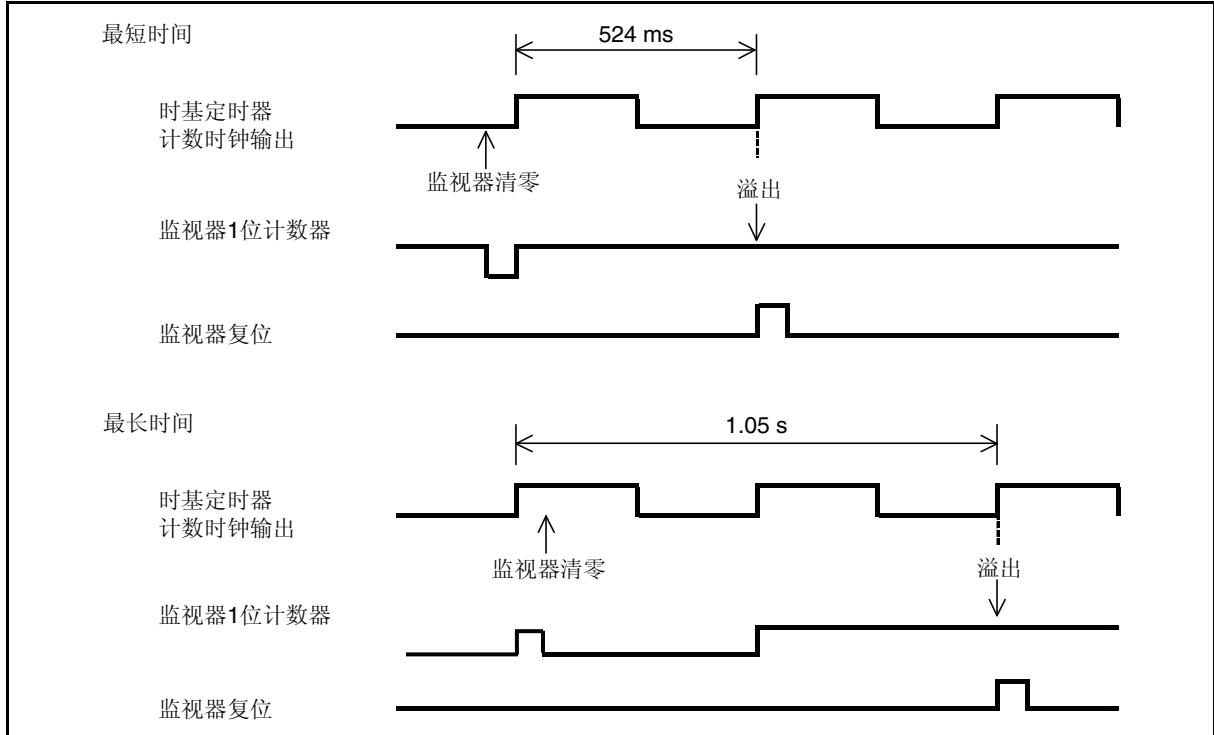 最短时间
524 ms
时基定时器
计数时钟输出
监视器清零
溢出
监视器1位计数器
监视器复位
最长时间
1.05 s
时基定时器
计数时钟输出
监视器清零
溢出
监视器1位计数器
监视器复位